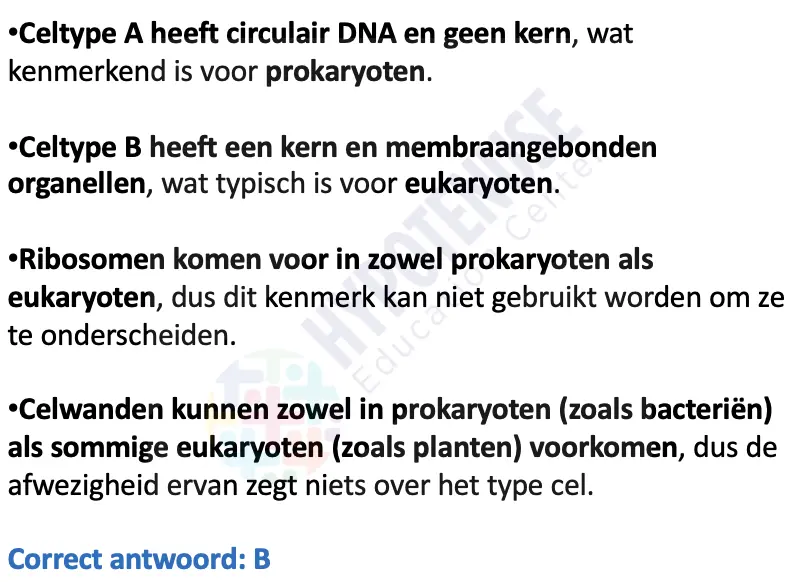 •Celtype A heeft circulair DNA en geen kern, wat
kenmerkend is voor prokaryoten.
•Celtype B heeft een kern en membraangebonden
organellen, wat typisch is voor eukaryoten.
•Ribosomen komen voor in zowel prokaryoten als
eukaryoten, dus dit kenmerk kan niet gebruikt worden om ze
te onderscheiden.
•Celwanden kunnen zowel in prokaryoten (zoals bacteriën)
als sommige eukaryoten (zoals planten) voorkomen, dus de
afwezigheid ervan zegt niets over het type cel.
Correct antwoord: B
HYPOTENUSE
Education Center